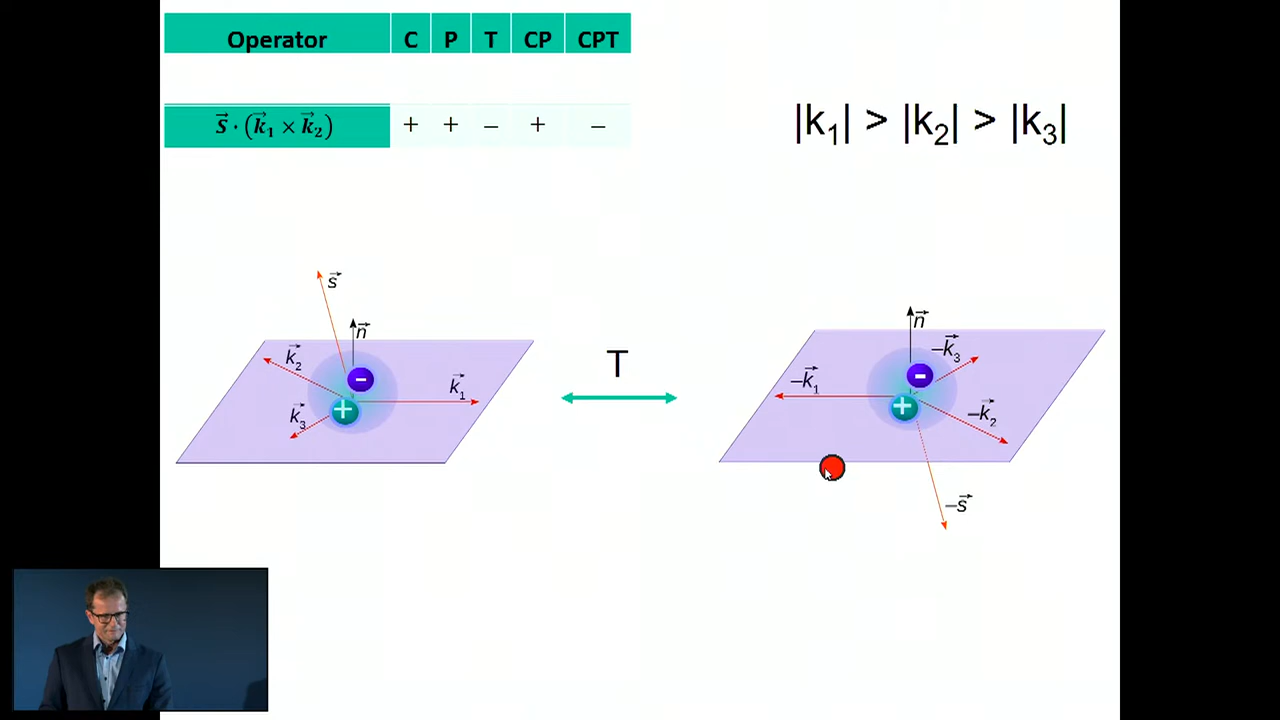 Operator C P T CP CPT
S⃗ · (k⃗₁ × k⃗₂) + + – + –
|k₁| > |k₂| > |k₃|
s⃗
n⃗
k⃗₂
k⃗₁
k⃗₃
–
+
T
n⃗
–k⃗₃
–k⃗₁
–k⃗₂
–
+
–s⃗